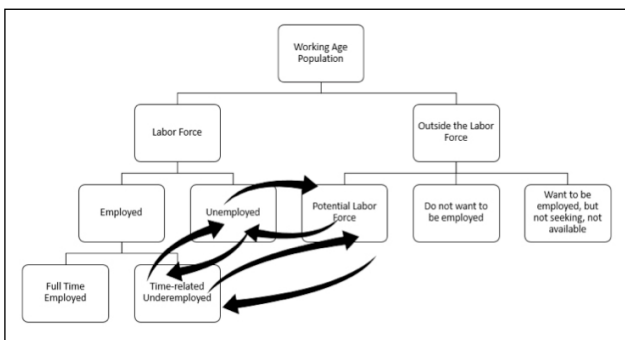 Working Age
Population
Labor Force
Outside the Labor
Force
Employed
Unemployed
Potential Labor
Force
Do not want to
be employed
Want to be
employed, but
not seeking, not
available
Full Time
Employed
Time-related
Underemployed